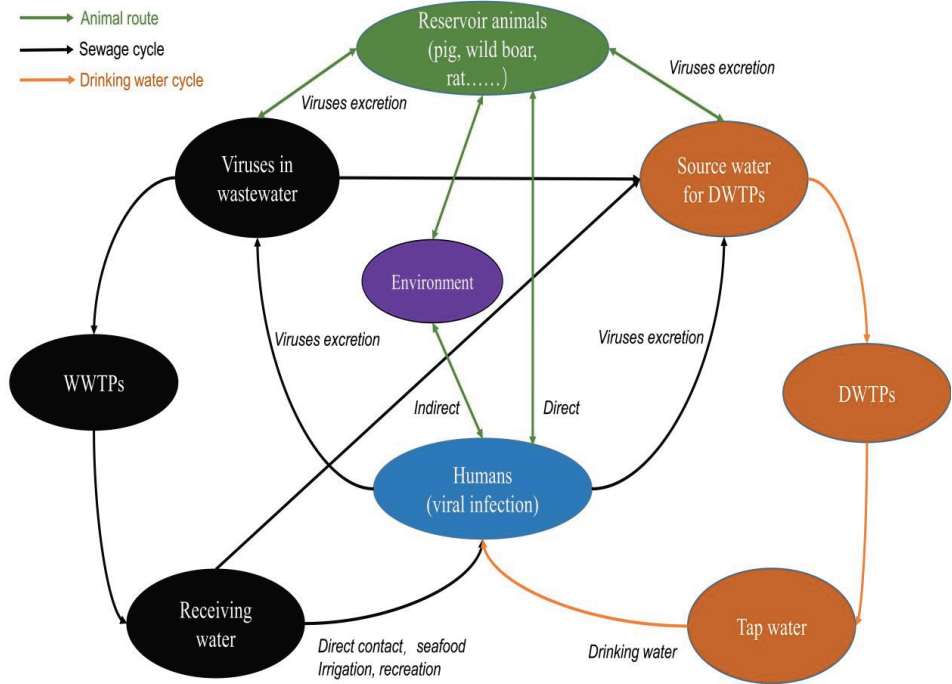 Animal route
Sewage cycle
Drinking water cycle
Reservoir animals
(pig, wild boar,
rat……)
Viruses excretion
Viruses excretion
Viruses in
wastewater
Source water
for DWTPs
Environment
Viruses excretion
Viruses excretion
WWTPs
DWTPs
Indirect
Direct
Humans
(viral infection)
Receiving
water
Tap water
Direct contact, seafood
Irrigation, recreation
Drinking water